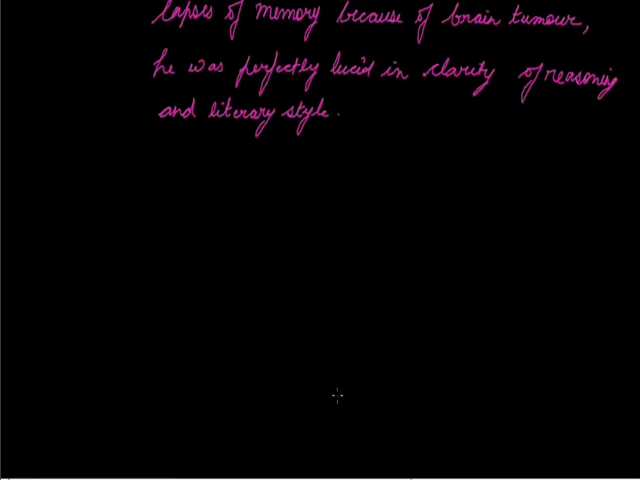 lapses of memory because of brain tumour,
he was perfectly lucid in clarity of reasoning
and literary style.